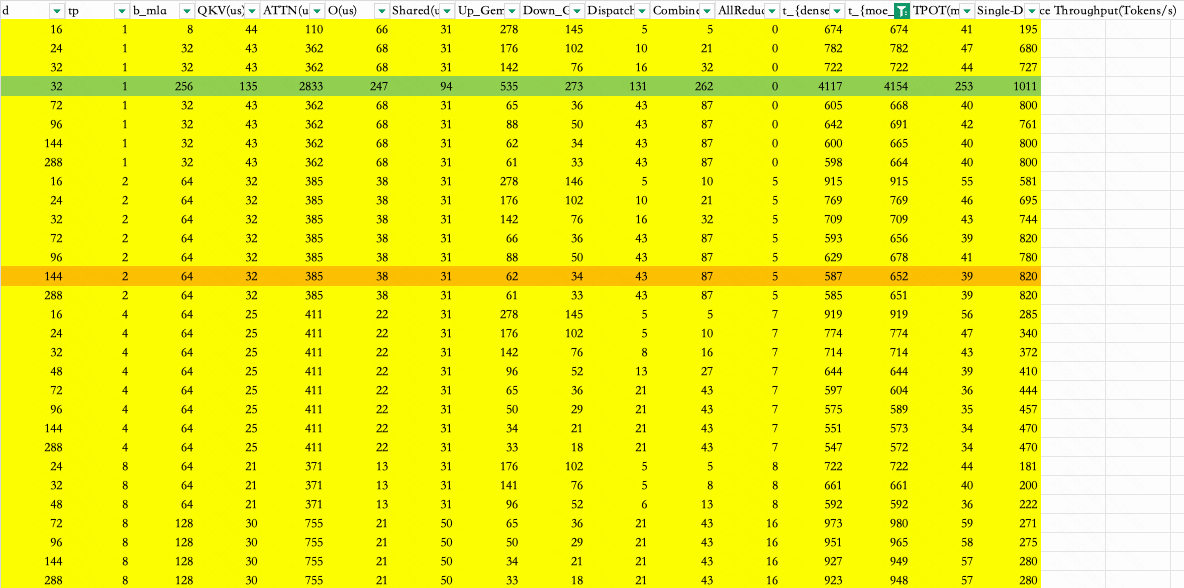 d tp b_mla QKV(us) ATTN(u O(us) Shared(u Up_Gem Down_G Dispatc Combine AllRedu t_{dense t_{moe_ TPOT(m Single-D ce Throughput(Tokens/s)
16 1 8 44 110 66 31 278 145 5 5 0 674 674 41 195
24 1 32 43 362 68 31 176 102 10 21 0 782 782 47 680
32 1 32 43 362 68 31 142 76 16 32 0 722 722 44 727
32 1 256 135 2833 247 94 535 273 131 262 0 4117 4154 253 1011
72 1 32 43 362 68 31 65 36 43 87 0 605 668 40 800
96 1 32 43 362 68 31 88 50 43 87 0 642 691 42 761
144 1 32 43 362 68 31 62 34 43 87 0 600 665 40 800
288 1 32 43 362 68 31 61 33 43 87 0 598 664 40 800
16 2 64 32 385 38 31 278 146 5 10 5 915 915 55 581
24 2 64 32 385 38 31 176 102 10 21 5 769 769 46 695
32 2 64 32 385 38 31 142 76 16 32 5 709 709 43 744
72 2 64 32 385 38 31 66 36 43 87 5 593 656 39 820
96 2 64 32 385 38 31 88 50 43 87 5 629 678 41 780
144 2 64 32 385 38 31 62 34 43 87 5 587 652 39 820
288 2 64 32 385 38 31 61 33 43 87 5 585 651 39 820
16 4 64 25 411 22 31 278 145 5 5 7 919 919 56 285
24 4 64 25 411 22 31 176 102 5 10 7 774 774 47 340
32 4 64 25 411 22 31 142 76 8 16 7 714 714 43 372
48 4 64 25 411 22 31 96 52 13 27 7 644 644 39 410
72 4 64 25 411 22 31 65 36 21 43 7 597 604 36 444
96 4 64 25 411 22 31 50 29 21 43 7 575 589 35 457
144 4 64 25 411 22 31 34 21 21 43 7 551 573 34 470
288 4 64 25 411 22 31 33 18 21 43 7 547 572 34 470
24 8 64 21 371 13 31 176 102 5 5 8 722 722 44 181
32 8 64 21 371 13 31 141 76 5 8 8 661 661 40 200
48 8 64 21 371 13 31 96 52 6 13 8 592 592 36 222
72 8 128 30 755 21 50 65 36 21 43 16 973 980 59 271
96 8 128 30 755 21 50 50 29 21 43 16 951 965 58 275
144 8 128 30 755 21 50 34 21 21 43 16 927 949 57 280
288 8 128 30 755 21 50 33 18 21 43 16 923 948 57 280